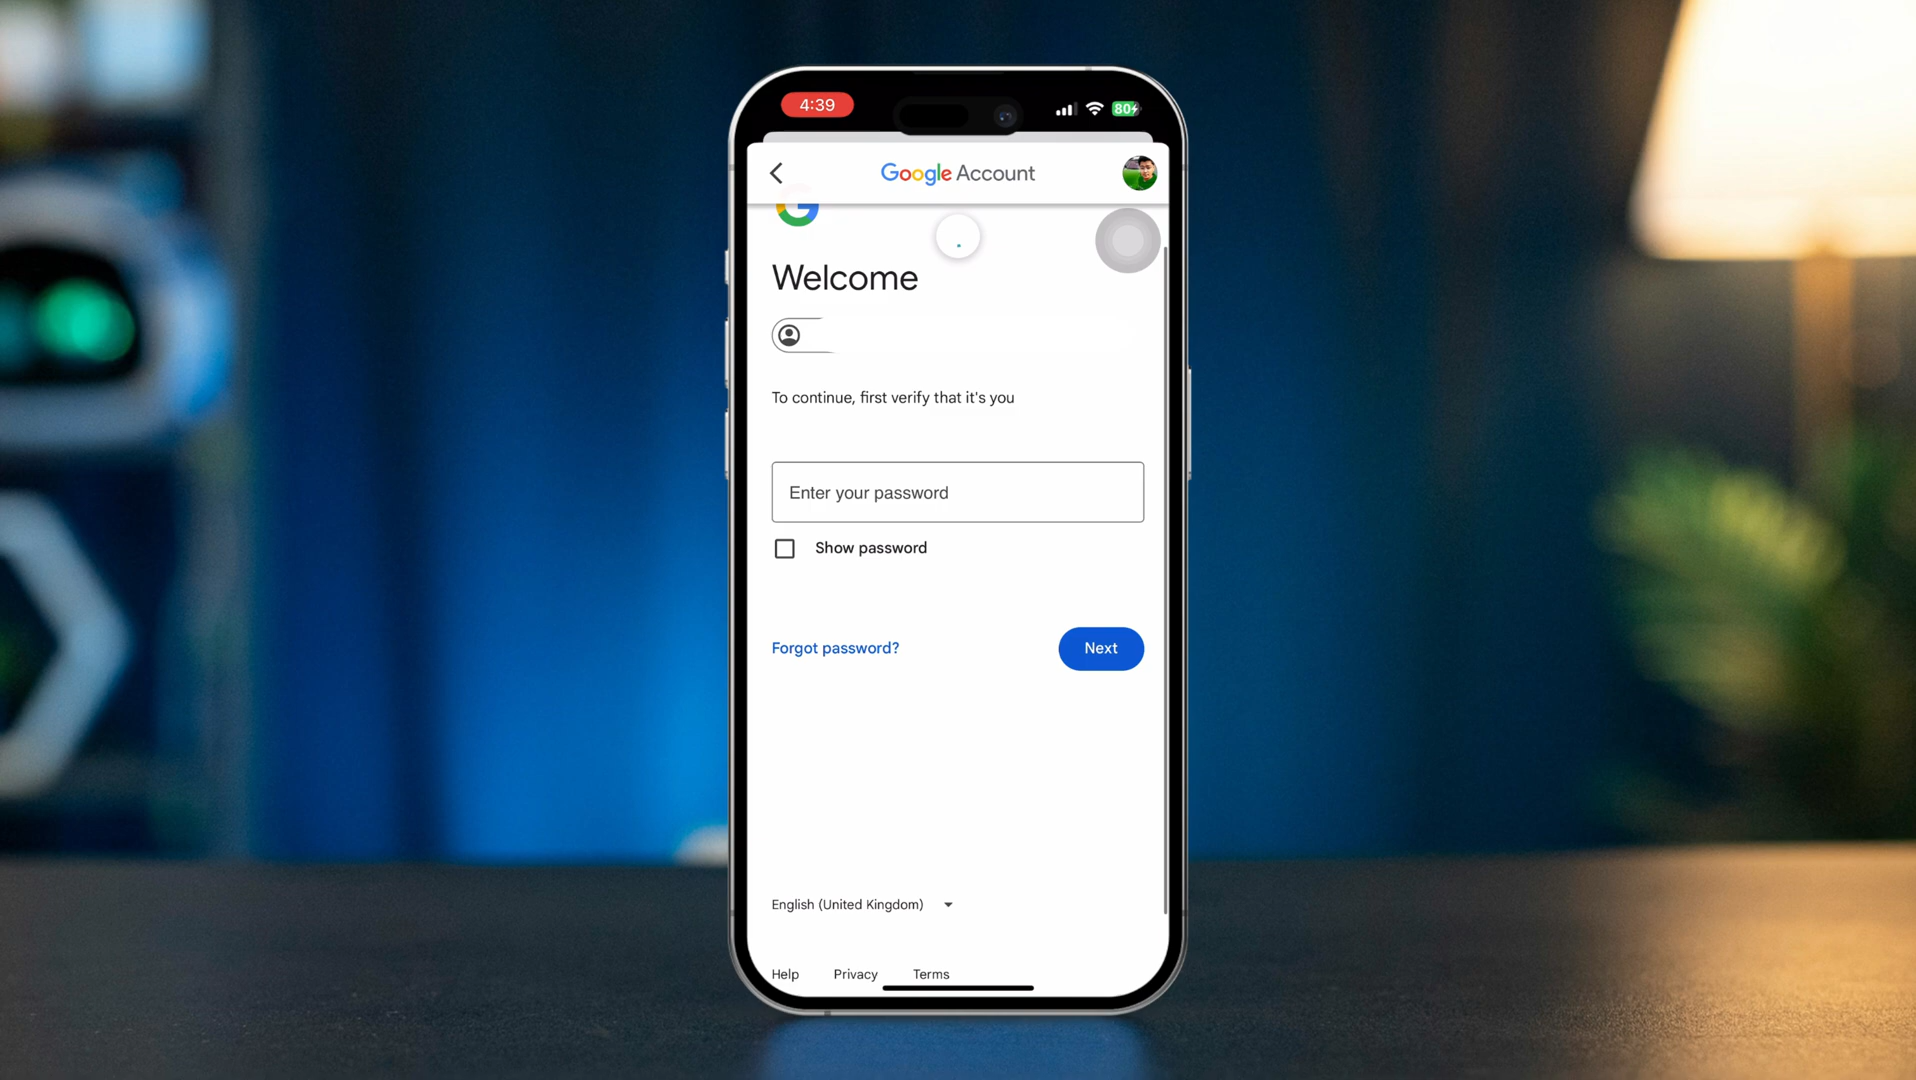 4:39
80
Google Account
Welcome
To continue, first verify that it's you
Enter your password
Show password
Forgot password?
Next
English (United Kingdom)
Help Privacy Terms